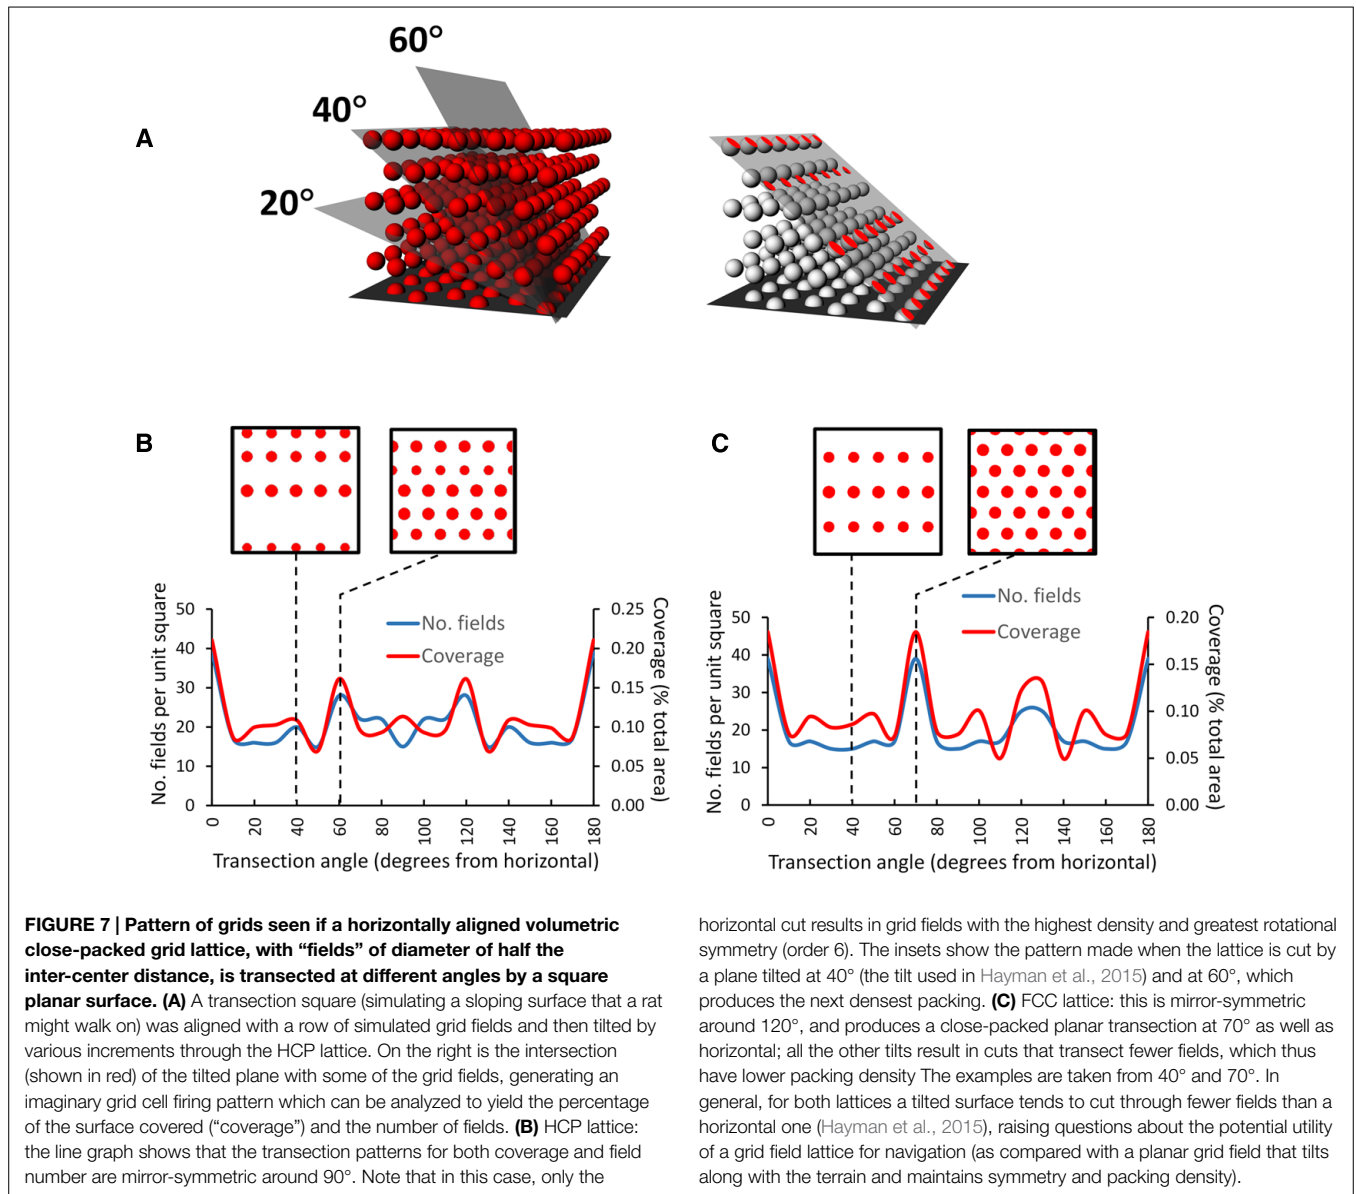 60°
40°
20°
A
B
C
50
40
30
20
10
0
No. fields per unit square
No. fields
Coverage
0.25
0.20
0.15
0.10
0.05
0.00
Coverage (% total area)
0 20 40 60 80 100 120 140 160 180
Transection angle (degrees from horizontal)
50
40
30
20
10
0
No. fields per unit square
No. fields
Coverage
0.20
0.15
0.10
0.05
0.00
Coverage (% total area)
0 20 40 60 80 100 120 140 160 180
Transection angle (degrees from horizontal)
FIGURE 7 | Pattern of grids seen if a horizontally aligned volumetric
close-packed grid lattice, with “fields” of diameter of half the
inter-center distance, is transected at different angles by a square
planar surface. (A) A transection square (simulating a sloping surface that a rat
might walk on) was aligned with a row of simulated grid fields and then tilted by
various increments through the HCP lattice. On the right is the intersection
(shown in red) of the tilted plane with some of the grid fields, generating an
imaginary grid cell firing pattern which can be analyzed to yield the percentage
of the surface covered (“coverage”) and the number of fields. (B) HCP lattice:
the line graph shows that the transection patterns for both coverage and field
number are mirror-symmetric around 90°. Note that in this case, only the
horizontal cut results in grid fields with the highest density and greatest rotational
symmetry (order 6). The insets show the pattern made when the lattice is cut by
a plane tilted at 40° (the tilt used in Hayman et al., 2015) and at 60°, which
produces the next densest packing. (C) FCC lattice: this is mirror-symmetric
around 120°, and produces a close-packed planar transection at 70° as well as
horizontal; all the other tilts result in cuts that transect fewer fields, which thus
have lower packing density The examples are taken from 40° and 70°. In
general, for both lattices a tilted surface tends to cut through fewer fields than a
horizontal one (Hayman et al., 2015), raising questions about the potential utility
of a grid field lattice for navigation (as compared with a planar grid field that tilts
along with the terrain and maintains symmetry and packing density).